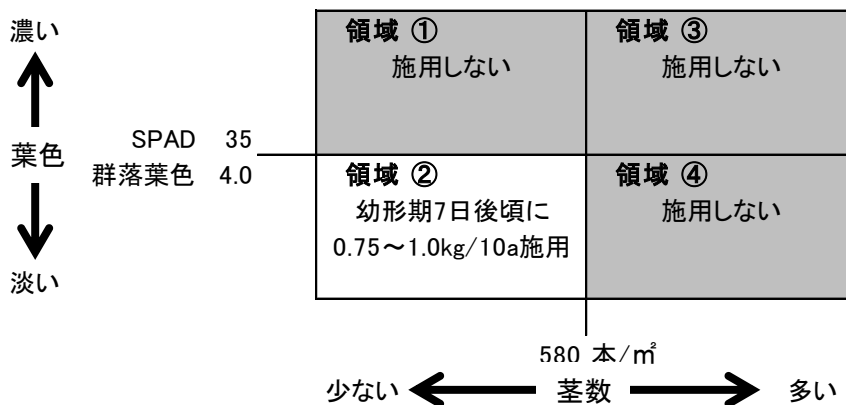 濃い
葉色
淡い
SPAD 35
群落葉色 4.0
領域 ①
施用しない
領域 ③
施用しない
領域 ②
幼形期7日後頃に
0.75～1.0kg/10a施用
領域 ④
施用しない
580 本/㎡
少ない 茎数 多い